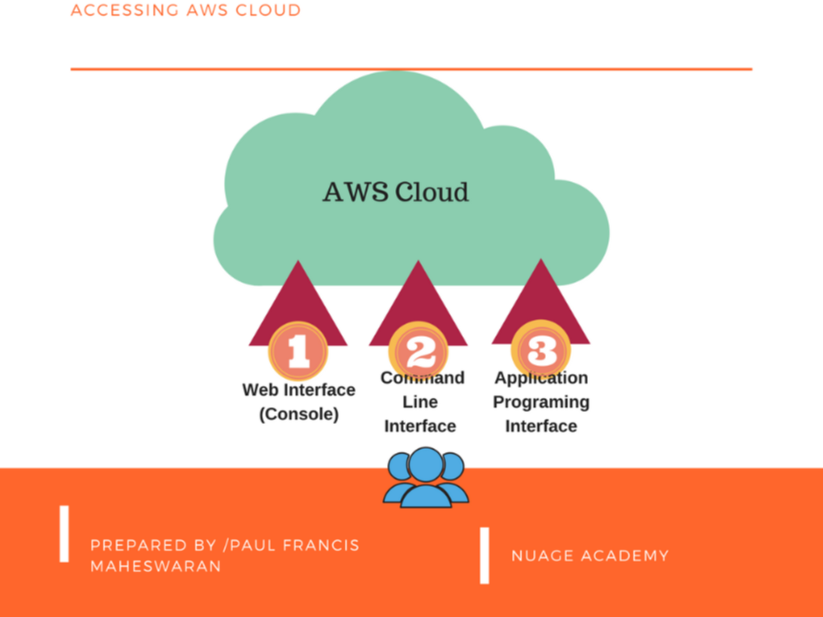 ACCESSING AWS CLOUD
AWS Cloud
1
2
3
Web Interface
(Console)
Command
Line
Interface
Application
Programing
Interface
PREPARED BY /PAUL FRANCIS
MAHESWARAN
NUAGE ACADEMY